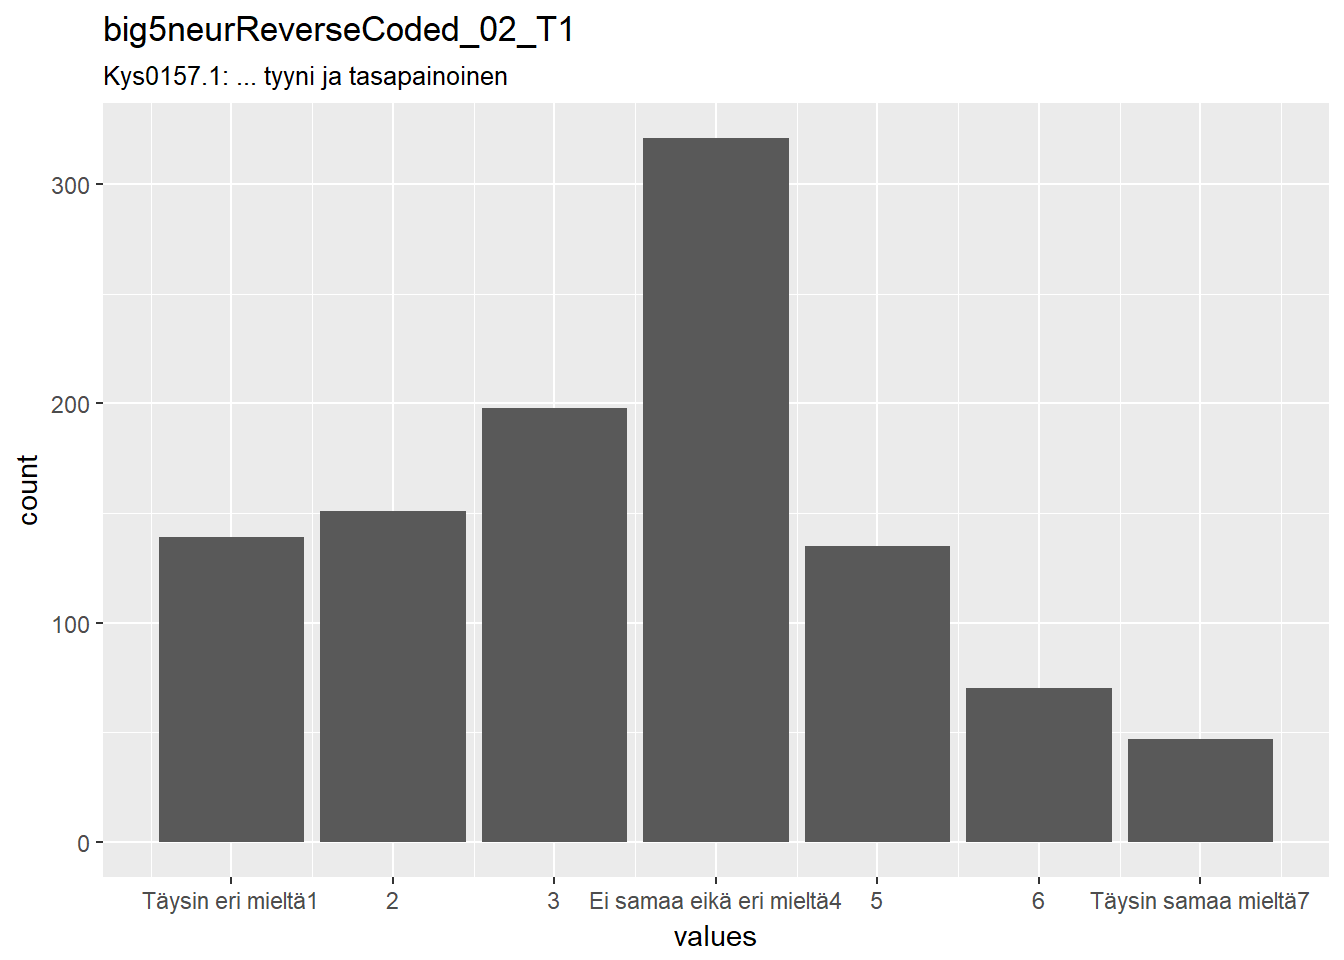 big5neurReverseCoded_02_T1
Kys0157.1: ... tyyni ja tasapainoinen
300
200
100
0
count
Täysin eri mieltä1 2 3 Ei samaa eikä eri mieltä4 5 6 Täysin samaa mieltä7
values